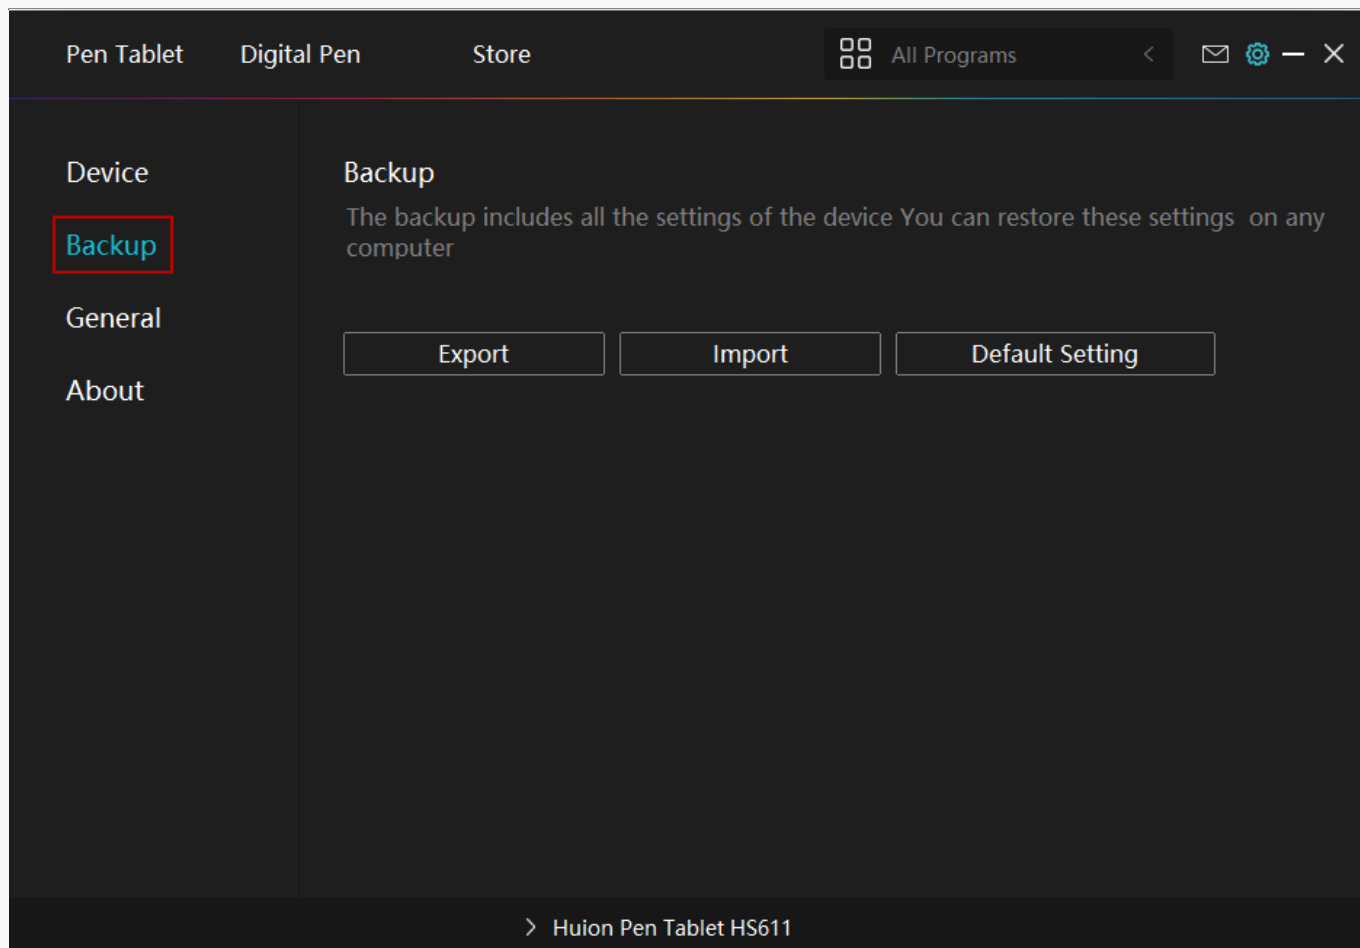 Pen Tablet Digital Pen Store All Programs
Device
Backup
General
About
Backup
The backup includes all the settings of the device You can restore these settings on any
computer
Export Import Default Setting
Huion Pen Tablet HS611